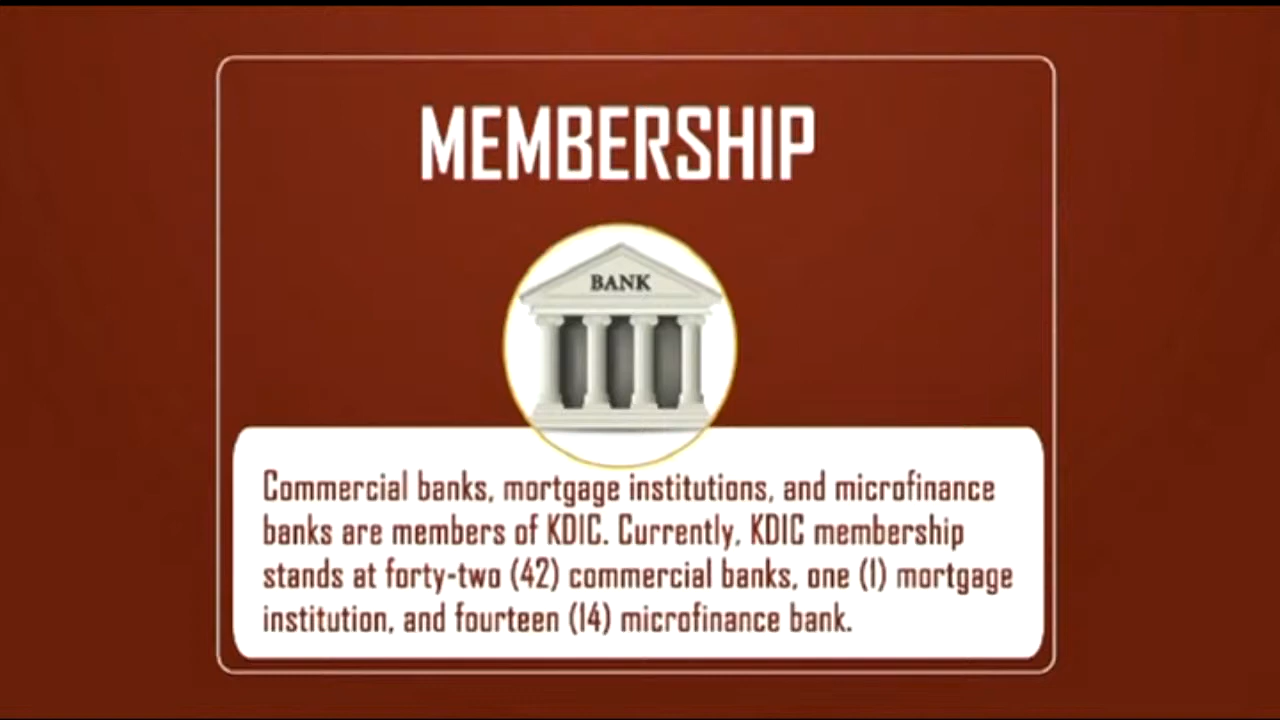 MEMBERSHIP
BANK
Commercial banks, mortgage institutions, and microfinance
banks are members of KDIC. Currently, KDIC membership
stands at forty-two (42) commercial banks, one (1) mortgage
institution, and fourteen (14) microfinance bank.